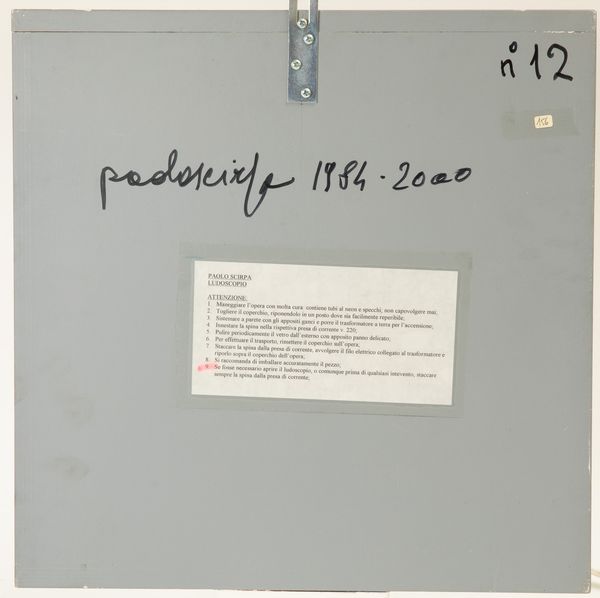 n° 12
156
paoloscirpa 1984-2000
PAOLO SCIRPA
LUDOSCOPIO
ATTENZIONE:
1. Maneggiare l'opera con molta cura: contiene tubi al neon e specchi, non capovolgere mai;
2. Togliere il coperchio, riponendolo in un posto dove sia facilmente reperibile;
3. Sistemare a parete con gli appositi ganci e porre il trasformatore a terra per l'accensione;
4. Innestare la spina nella rispettiva presa di corrente v. 220;
5. Pulire periodicamente il vetro dall'esterno con apposito panno delicato;
6. Per effettuare il trasporto, rimettere il coperchio sull'opera;
7. Staccare la spina dalla presa di corrente, avvolgere il filo elettrico collegato al trasformatore e
riporlo sopra il coperchio dell'opera;
8. Si raccomanda di imballare accuratamente il pezzo;
9. Se fosse necessario aprire il ludoscopio, o comunque prima di qualsiasi intevento, staccare
sempre la spina dalla presa di corrente;